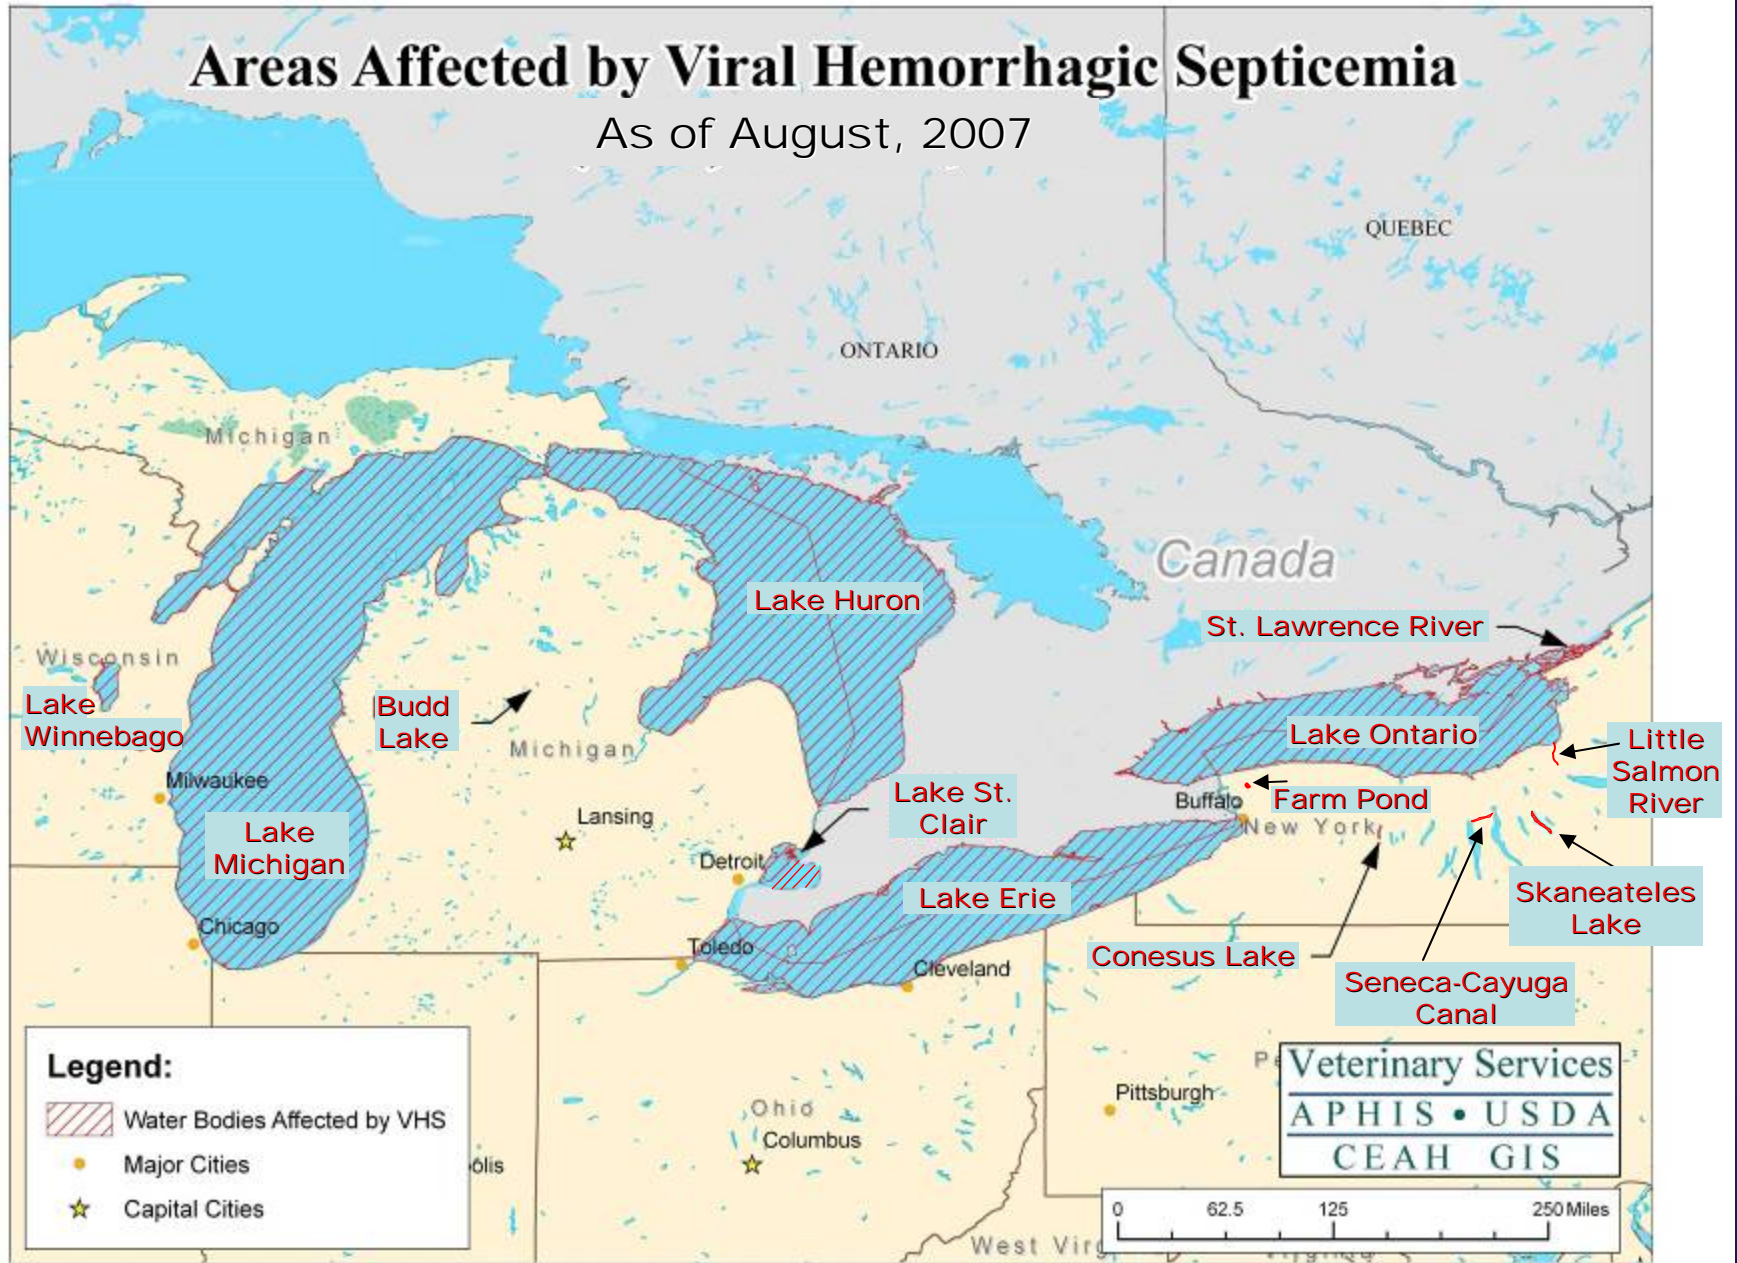 Areas Affected by Viral Hemorrhagic Septicemia
As of August, 2007
QUEBEC
ONTARIO
Michigan
Canada
Lake Huron
St. Lawrence River
Wisconsin
Lake
Winnebago
Budd
Lake
Michigan
Lake Ontario
Little
Salmon
River
Milwaukee
Lake St.
Clair
Farm Pond
Buffalo
New York
Lansing
Lake
Michigan
Detroit
Lake Erie
Skaneateles
Lake
Chicago
Toledo
Cleveland
Conesus Lake
Seneca-Cayuga
Canal
Legend:
Water Bodies Affected by VHS
Major Cities
Capital Cities
Ohio
Columbus
Pittsburgh
Veterinary Services
APHIS • USDA
CEAH GIS
0 62.5 125 250 Miles
West Virg